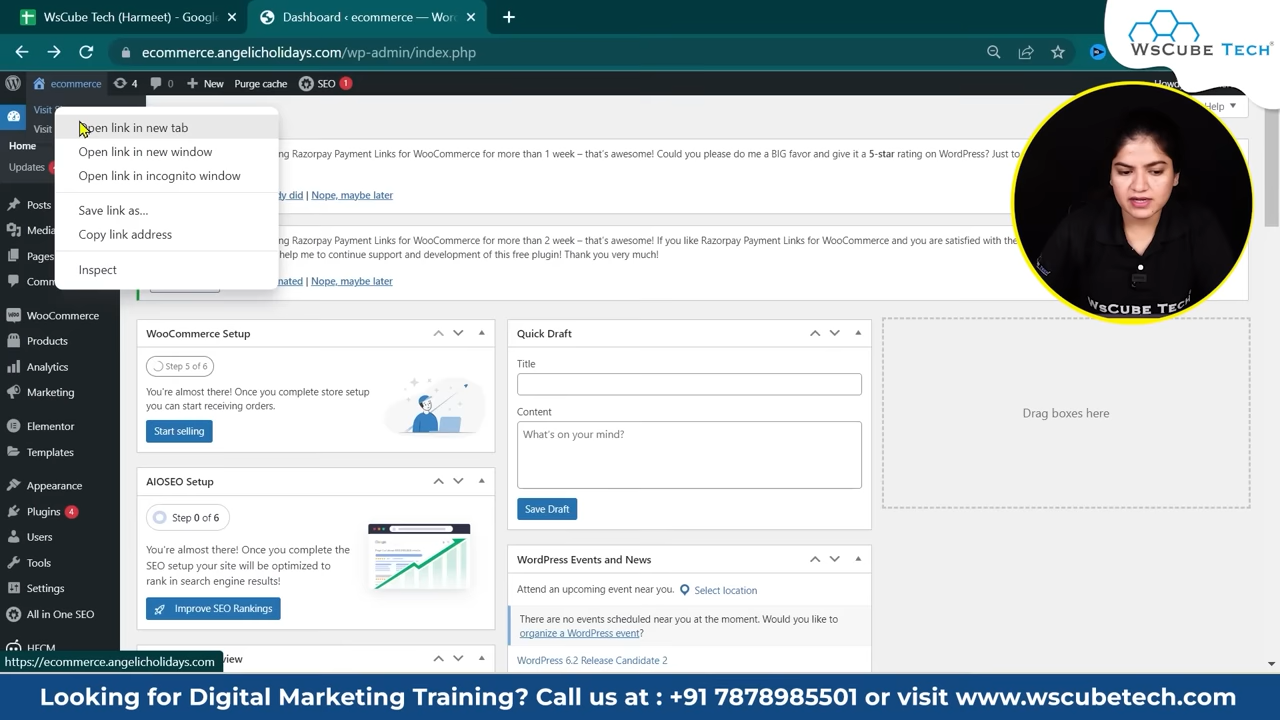 WsCube Tech (Harmeet) - Google
Dashboard ‹ ecommerce — Wor
ecommerce.angelicholidays.com/wp-admin/index.php
WsCube Tech
ecommerce
4
0
New
Purge cache
SEO 1
Help
Visit
Visit
Home
Updates
Posts
Media
Pages
Comm
WooCommerce
Products
Analytics
Marketing
Elementor
Templates
Appearance
Plugins 4
Users
Tools
Settings
All in One SEO
HFCM
Open link in new tab
Open link in new window
Open link in incognito window
Save link as...
Copy link address
Inspect
ng Razorpay Payment Links for WooCommerce for more than 1 week – that's awesome! Could you please do me a BIG favor and give it a 5-star rating on WordPress? Just to
dy did | Nope, maybe later
ng Razorpay Payment Links for WooCommerce for more than 2 week – that's awesome! If you like Razorpay Payment Links for WooCommerce and you are satisfied with the
help me to continue support and development of this free plugin! Thank you very much!
nated | Nope, maybe later
WooCommerce Setup
Step 5 of 6
You're almost there! Once you complete store setup
you can start receiving orders.
Start selling
AIOSEO Setup
Step 0 of 6
You're almost there! Once you complete the
SEO setup your site will be optimized to
rank in search engine results!
Improve SEO Rankings
view
Quick Draft
Title
Content
What's on your mind?
Save Draft
WordPress Events and News
Attend an upcoming event near you. Select location
There are no events scheduled near you at the moment. Would you like to
organize a WordPress event?
WordPress 6.2 Release Candidate 2
Drag boxes here
WsCube Tech
https://ecommerce.angelicholidays.com
Looking for Digital Marketing Training? Call us at : +91 7878985501 or visit www.wscubetech.com